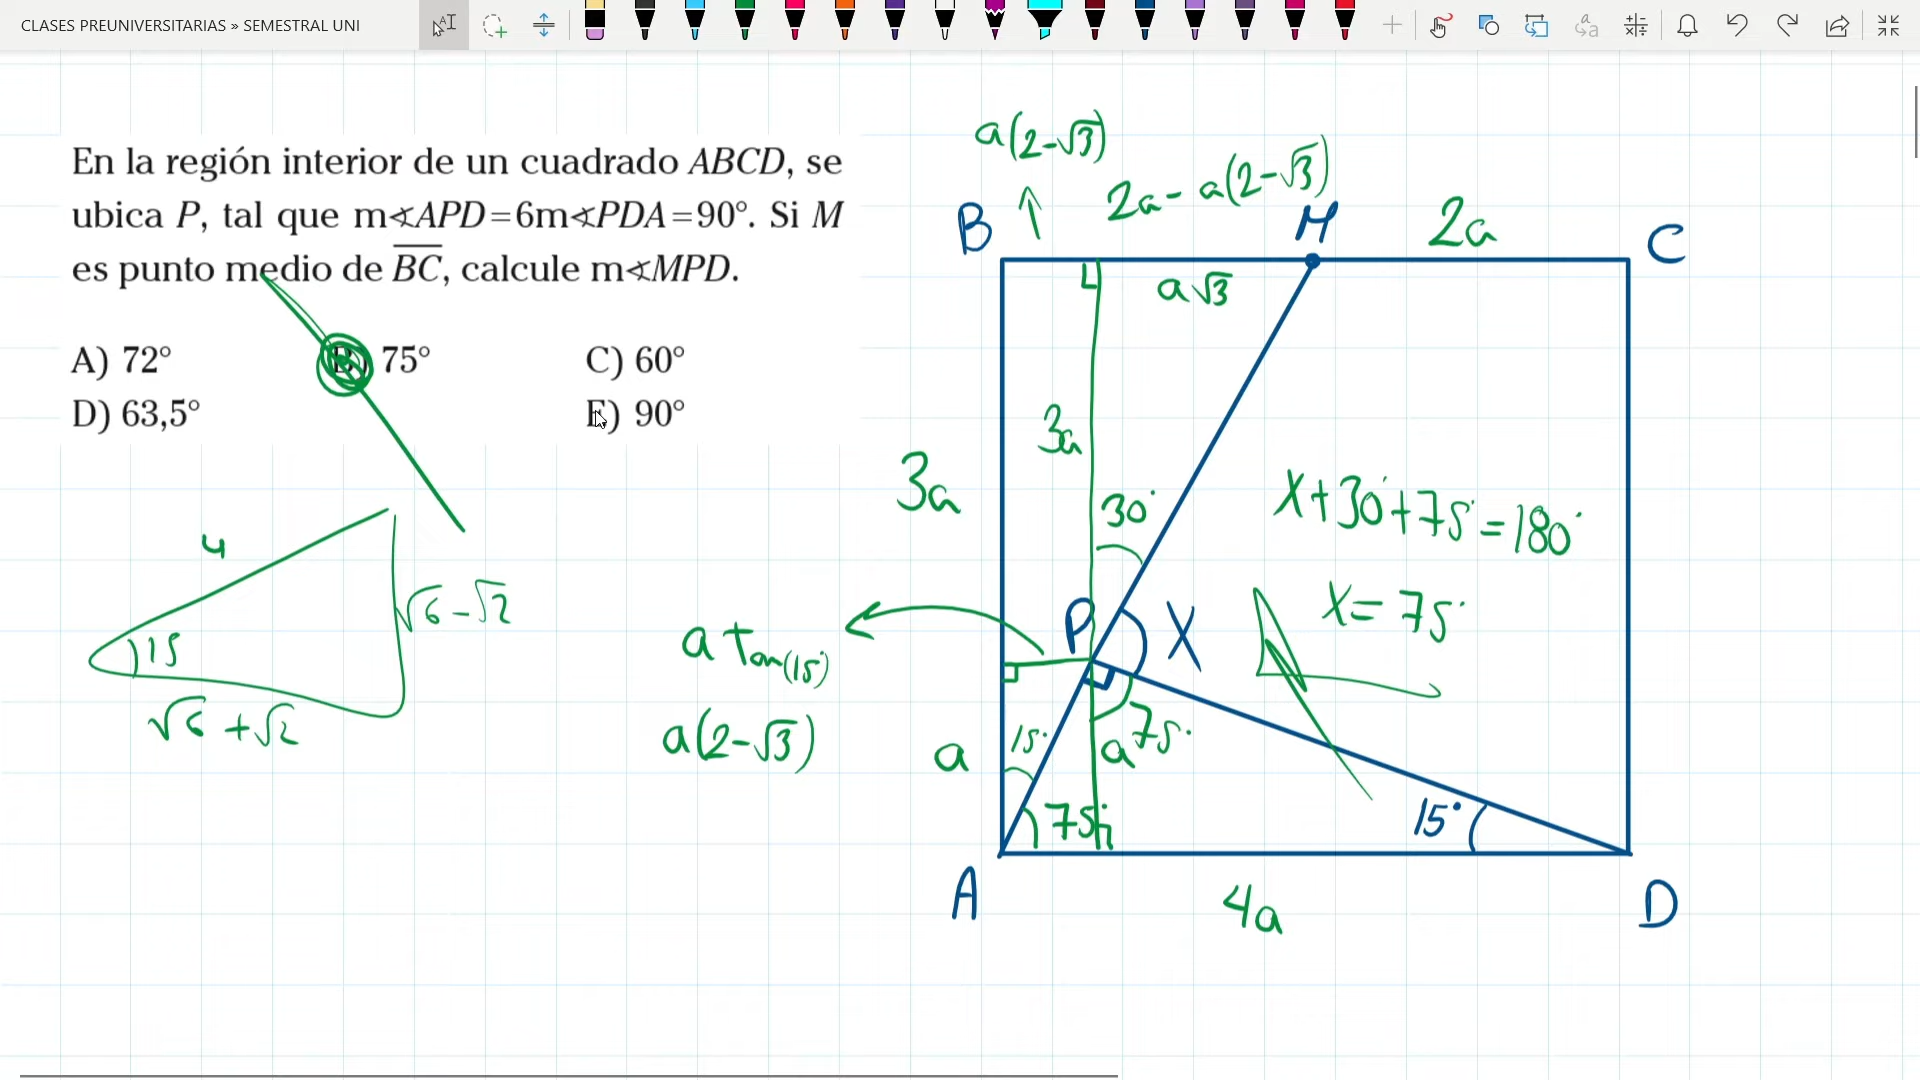 CLASES PREUNIVERSITARIAS » SEMESTRAL UNI
En la región interior de un cuadrado ABCD, se
ubica P, tal que m∢APD=6m∢PDA=90°. Si M
es punto medio de B̅C̅, calcule m∢MPD.
A) 72°
B) 75°
C) 60°
D) 63,5°
E) 90°
4
15
√6-√2
√6+√2
a(2-√3)
2a-a(2-√3)
2a
B
M
C
a√3
3a
3a
30°
x+30°+75°=180°
x=75°
P
X
a Tan(15)
a(2-√3)
a
15°
a
75°
75°
15°
A
4a
D